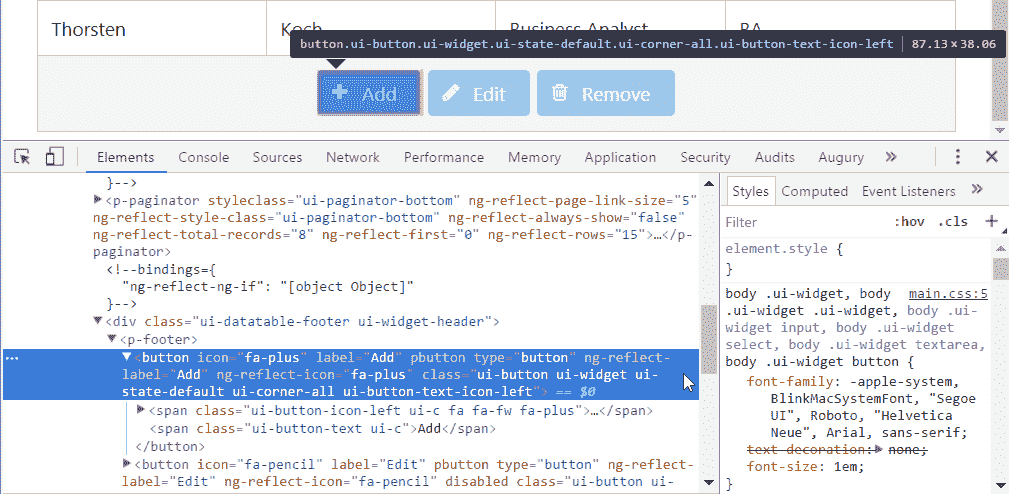 Thorsten
Koch
Business Analyst
BA
button.ui-button.ui-widget.ui-state-default.ui-corner-all.ui-button-text-icon-left | 87.13 × 38.06
Add
Edit
Remove
Elements Console Sources Network Performance Memory Application Security Audits Augury »
}-->
<p-paginator styleclass="ui-paginator-bottom" ng-reflect-page-link-size="5"
ng-reflect-style-class="ui-paginator-bottom" ng-reflect-always-show="false"
ng-reflect-total-records="8" ng-reflect-first="0" ng-reflect-rows="15">…</p-
paginator>
<!--bindings={
"ng-reflect-ng-if": "[object Object]"
}-->
<div class="ui-datatable-footer ui-widget-header">
<p-footer>
… <button icon="fa-plus" label="Add" pbutton type="button" ng-reflect-
label="Add" ng-reflect-icon="fa-plus" class="ui-button ui-widget ui-
state-default ui-corner-all ui-button-text-icon-left"> == $0
<span class="ui-button-icon-left ui-c fa fa-fw fa-plus">…</span>
<span class="ui-button-text ui-c">Add</span>
</button>
<button icon="fa-pencil" label="Edit" pbutton type="button" ng-reflect-
label="Edit" ng-reflect-icon="fa-pencil" disabled class="ui-button ui-
Styles Computed Event Listeners »
Filter :hov .cls +
element.style {
}
body .ui-widget, body main.css:5
.ui-widget .ui-widget, body .ui-
widget input, body .ui-widget
select, body .ui-widget textarea,
body .ui-widget button {
font-family: -apple-system,
BlinkMacSystemFont, "Segoe
UI", Roboto, "Helvetica
Neue", Arial, sans-serif;
text-decoration: none;
font-size: 1em;
}